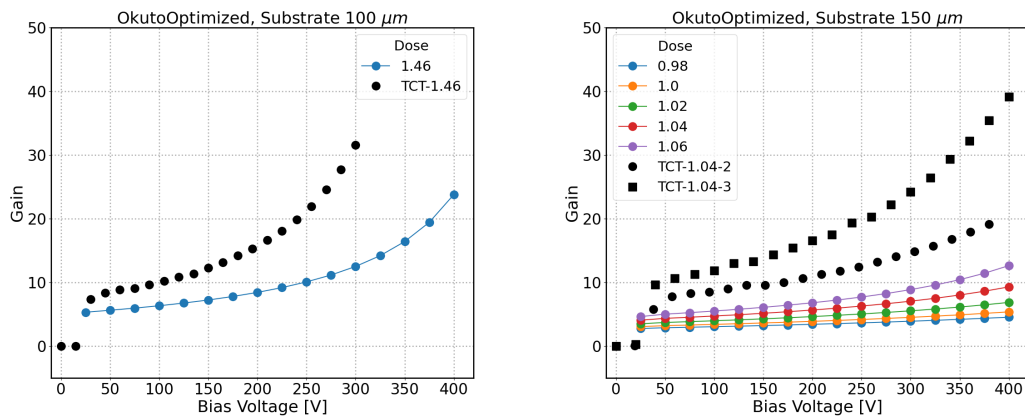 OkutoOptimized, Substrate 100 μm
50
40
30
20
10
0
Gain
0 50 100 150 200 250 300 350 400
Bias Voltage [V]
Dose
1.46
TCT-1.46
OkutoOptimized, Substrate 150 μm
50
40
30
20
10
0
Gain
0 50 100 150 200 250 300 350 400
Bias Voltage [V]
Dose
0.98
1.0
1.02
1.04
1.06
TCT-1.04-2
TCT-1.04-3